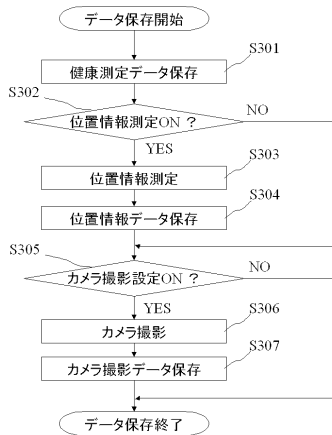 データ保存開始
S301
健康測定データ保存
S302
位置情報測定ON ?
NO
YES
S303
位置情報測定
S304
位置情報データ保存
S305
カメラ撮影設定ON ?
NO
YES
S306
カメラ撮影
S307
カメラ撮影データ保存
データ保存終了